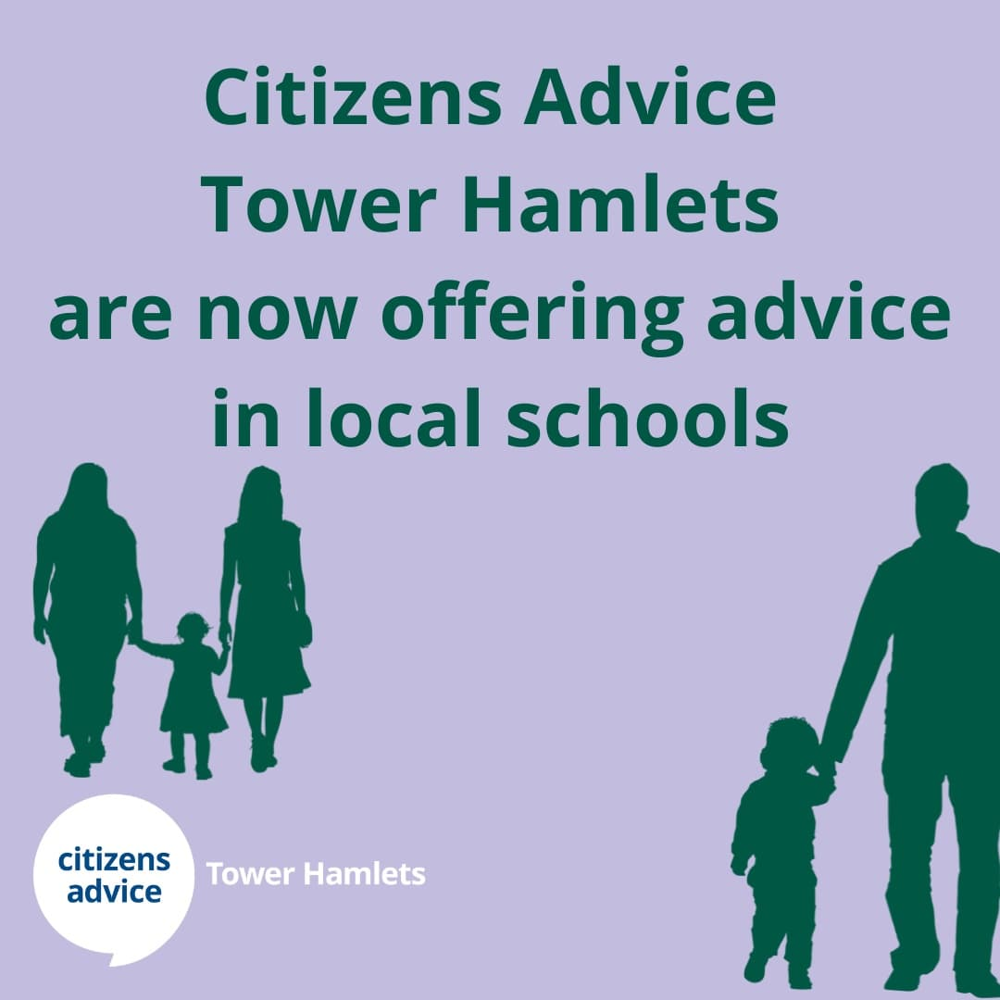 Citizens Advice
Tower Hamlets
are now offering advice
in local schools
citizens
advice
Tower Hamlets